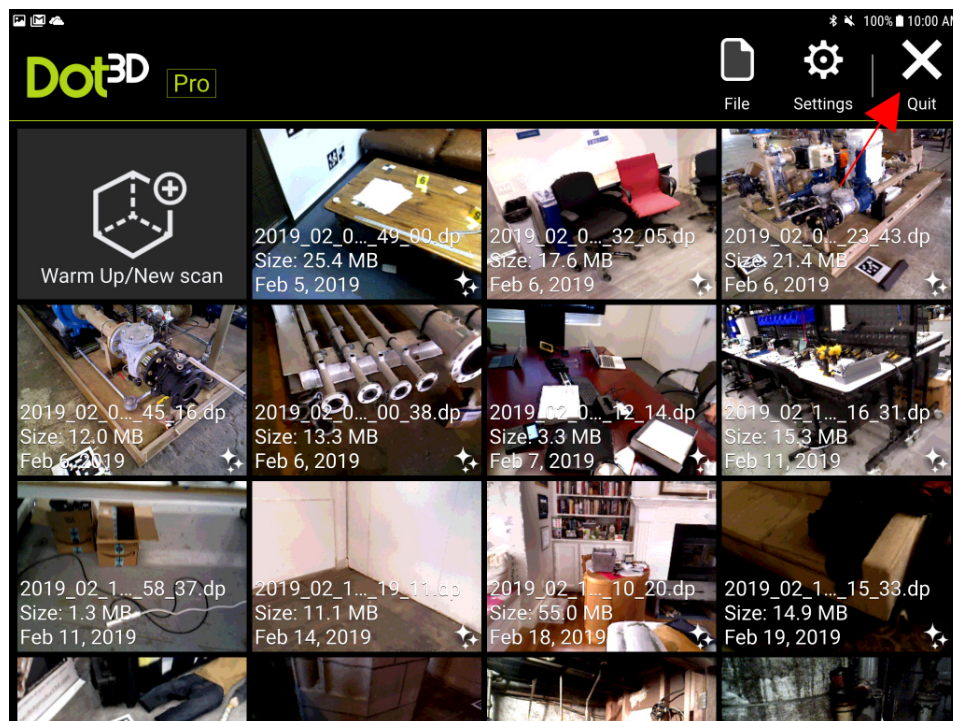 100% 10:00 AM
Dot3D Pro
File Settings Quit
Warm Up/New scan
2019_02_0..._49_00.dp
Size: 25.4 MB
Feb 5, 2019
2019_02_0..._32_05.dp
Size: 17.6 MB
Feb 6, 2019
2019_02_0..._23_43.dp
Size: 21.4 MB
Feb 6, 2019
2019_02_0..._45_16.dp
Size: 12.0 MB
Feb 6, 2019
2019_02_0..._00_38.dp
Size: 13.3 MB
Feb 6, 2019
2019_02_0..._12_14.dp
Size: 3.3 MB
Feb 7, 2019
2019_02_1..._16_31.dp
Size: 15.3 MB
Feb 11, 2019
2019_02_1..._58_37.dp
Size: 1.3 MB
Feb 11, 2019
2019_02_1..._19_11.dp
Size: 11.1 MB
Feb 14, 2019
2019_02_1..._10_20.dp
Size: 55.0 MB
Feb 18, 2019
2019_02_1..._15_33.dp
Size: 14.9 MB
Feb 19, 2019